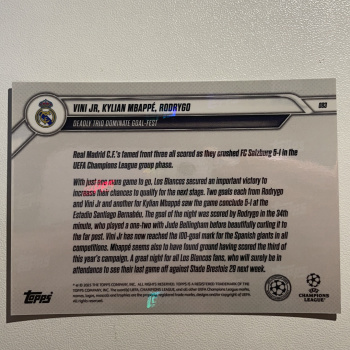 VINI JR, KYLIAN MBAPPÉ, RODRYGO
093
DEADLY TRIO DOMINATE GOAL-FEST
Real Madrid C.F.'s famed front three all scored as they crushed FC Salzburg 5-1 in the
UEFA Champions League group phase.
With just one more game to go, Los Blancos secured an important victory to
increase their chances to qualify for the next stage. Two goals each from Rodrygo
and Vini Jr and another for Kylian Mbappé saw the game conclude 5-1 at the
Estadio Santiago Bernabéu. The goal of the night was scored by Rodrygo in the 34th
minute, who played a one-two with Jude Bellingham before beautifully curling it to
the far post. Vini Jr has now reached the 100-goal mark for the Spanish giants in all
competitions. Mbappé seems also to have found ground having scored the third of
this year's campaign. A great night for all Los Blancos fans, who will surely be in
attendance to see their last game off against Stade Brestois 29 next week.
TOPPS
CHAMPIONS
LEAGUE